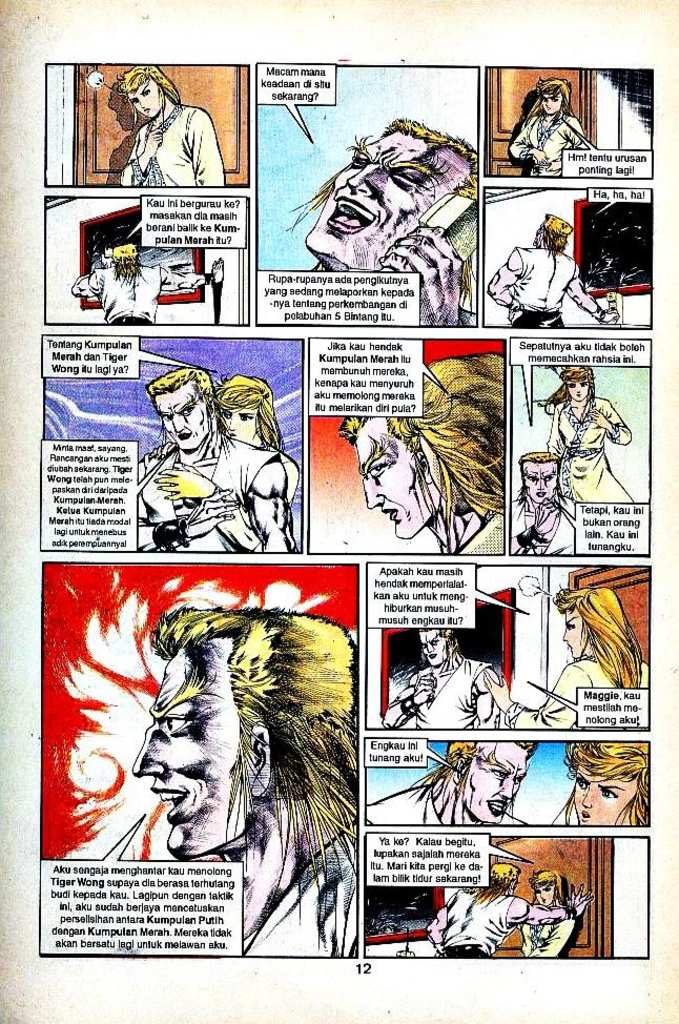 Macam mana
keadaan di situ
sekarang?
Hm! tentu urusan
penting lagi.
Kau ini bergurau ke?
masakan dia masih
berani balik ke Kum-
pulan Merah itu?
Rupa-rupanya ada pengikutnya
yang sedang melaporkan kepada
-nya tentang perkembangan di
pelabuhan 5 Bintang itu.
Ha, ha, ha!
Tentang Kumpulan
Merah dan Tiger
Wong itu lagi ya?
Minta maaf, sayang.
Rancangan aku mesti
diubah sekarang. Tiger
Wong telah pun mele-
paskan diri daripada
Kumpulan Merah.
Ketua Kumpulan
Merah itu tiada modal
untuk menebus
adik perempuannya
Jika kau hendak
Kumpulan Merah itu
membunuh mereka,
kenapa kau menyuruh
aku memolong mereka
itu melarikan diri pula?
Sepatutnya aku tidak boleh
memecahkan rahsia ini.
Tetapi, kau ini
bukan orang
lain. Kau ini
tunangku.
Aku sengaja menghantar kau menolong
Tiger Wong supaya dia berasa terhutang
budi kepada kau. Lagipun dengan taktik
ini, aku sudah berjaya mencetuskan
perselisihan antara Kumpulan Putih
dengan Kumpulan Merah. Mereka tidak
akan bersatu lagi untuk melawan aku.
Apakah kau masih
hendak memperlalat-
kan aku untuk meng-
hiburkan musuh-
musuh engkau itu?
Maggie, kau
mestilah me-
nolong aku!
Engkau ini
tunang aku!
Ya ke? Kalau begitu,
lupakan sajalah mereka
itu. Mari kita pergi ke da-
lam bilik tidur sekarang!
12